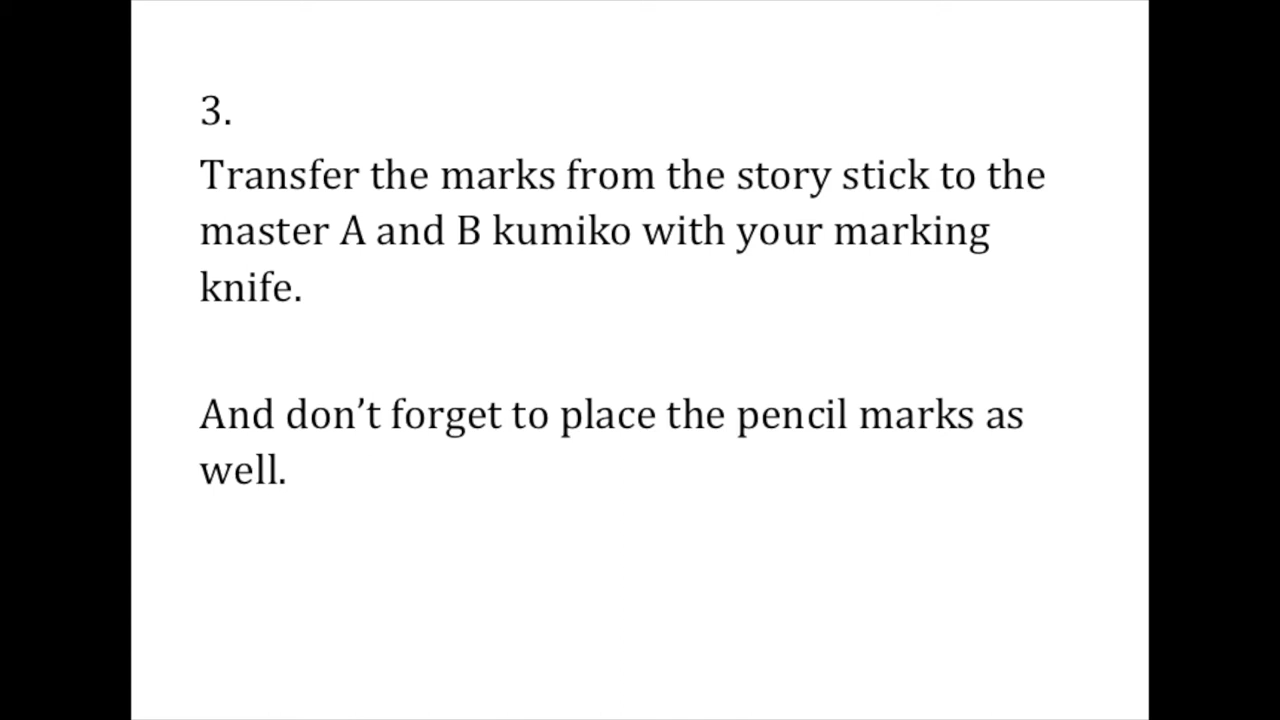 3.
Transfer the marks from the story stick to the
master A and B kumiko with your marking
knife.
And don’t forget to place the pencil marks as
well.